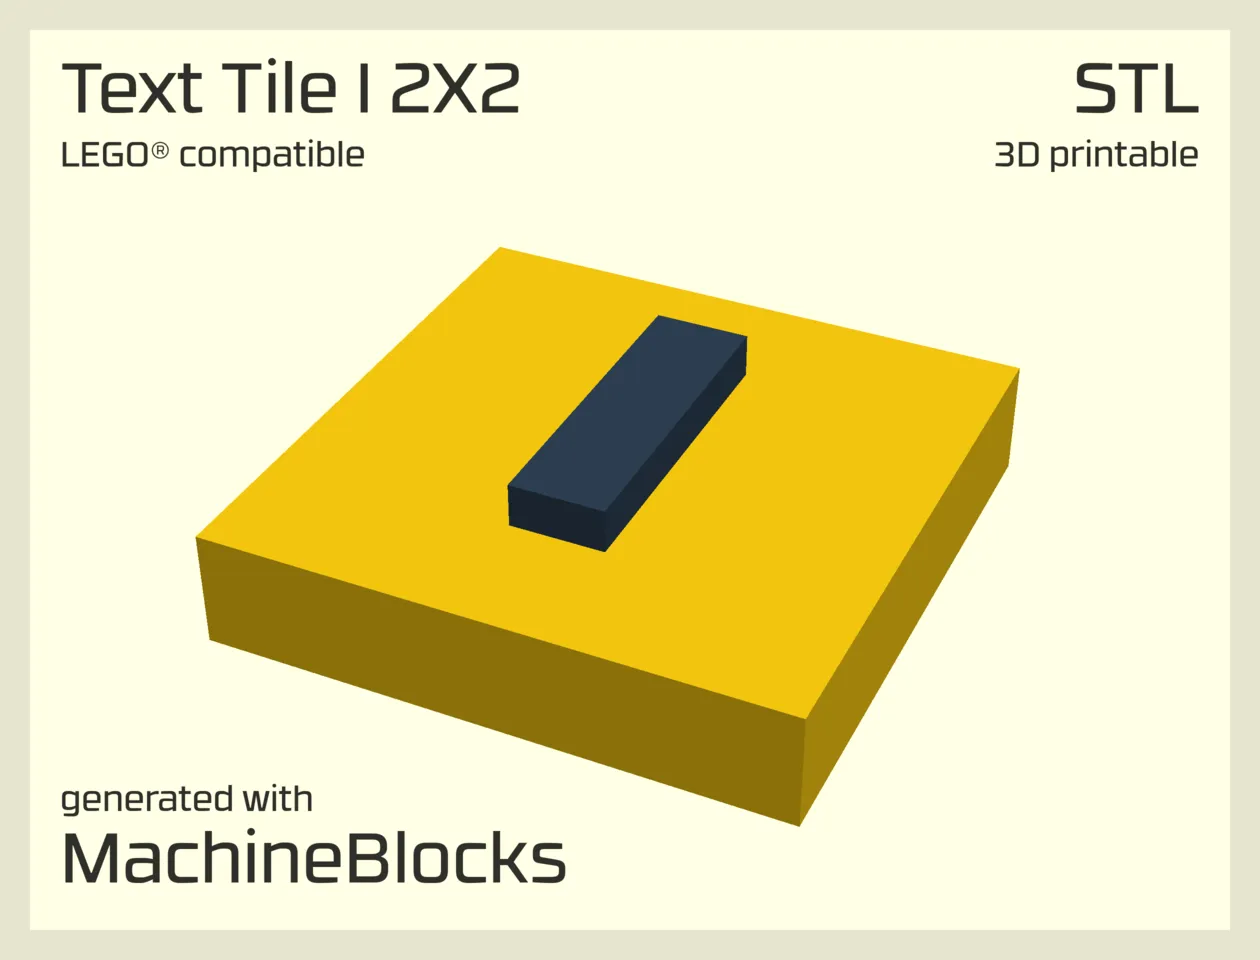 Text Tile I 2X2
STL
LEGO® compatible
3D printable
I
generated with
MachineBlocks